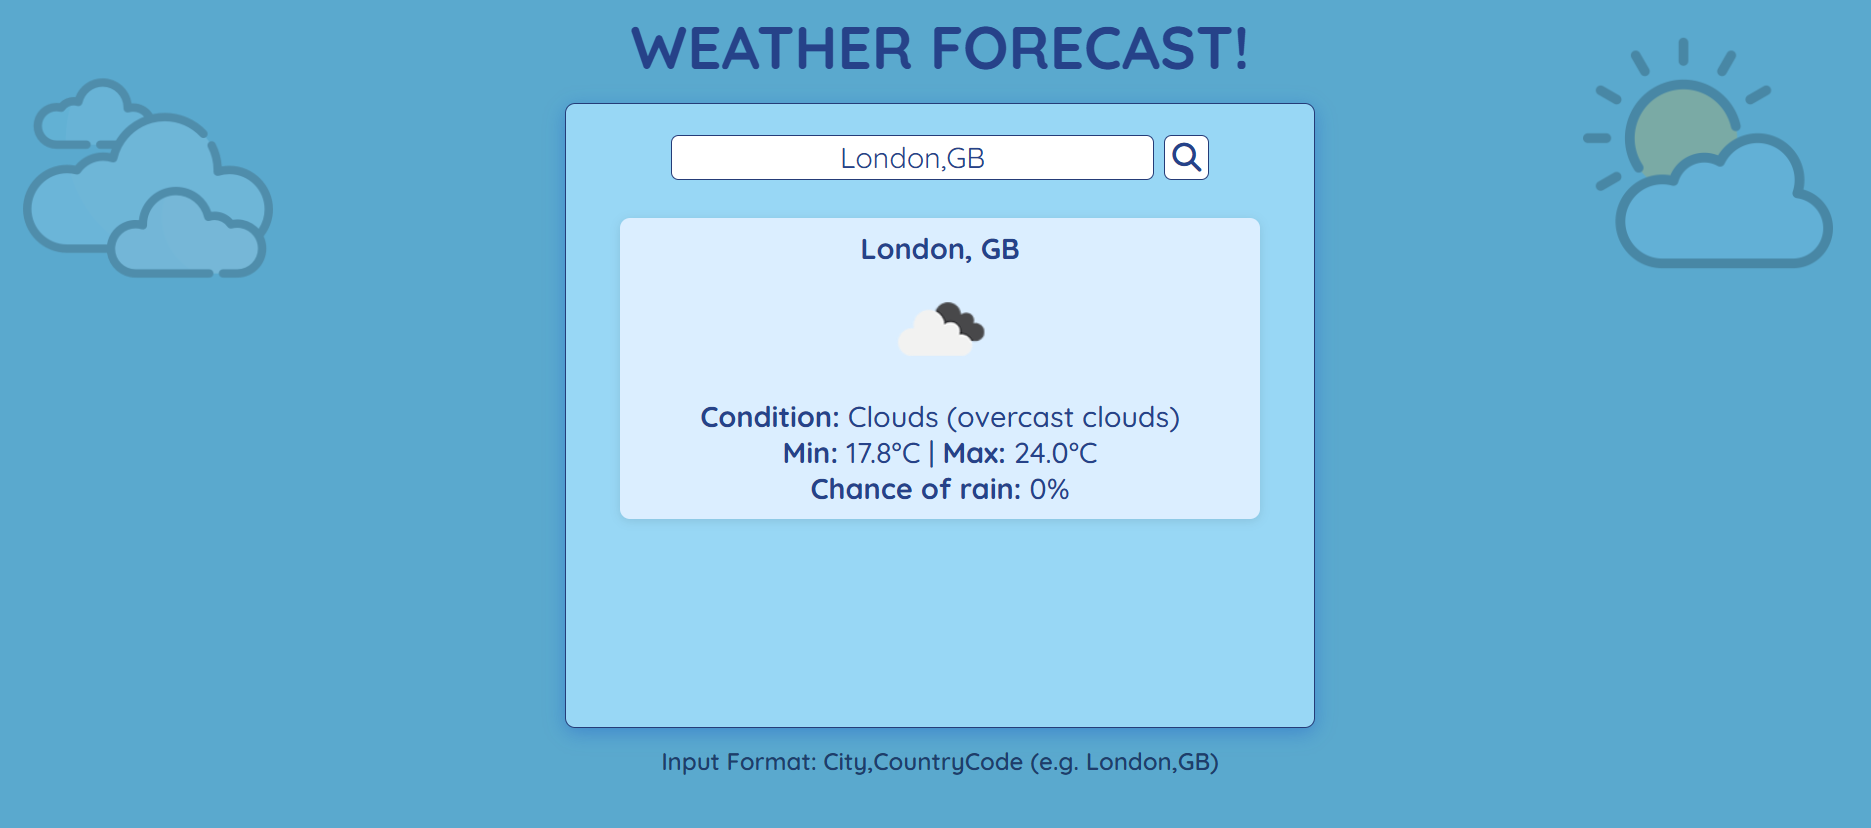 WEATHER FORECAST!
London,GB
London, GB
Condition: Clouds (overcast clouds)
Min: 17.8°C | Max: 24.0°C
Chance of rain: 0%
Input Format: City,CountryCode (e.g. London,GB)